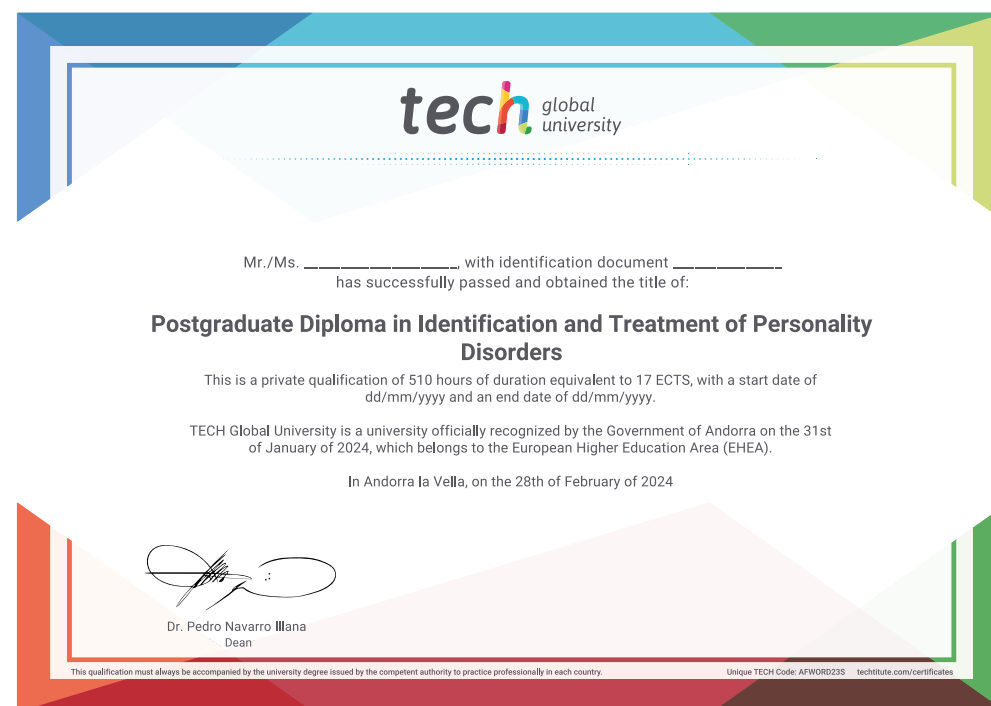 tech global
university
Mr./Ms. ____________________, with identification document ______________
has successfully passed and obtained the title of:
Postgraduate Diploma in Identification and Treatment of Personality
Disorders
This is a private qualification of 510 hours of duration equivalent to 17 ECTS, with a start date of
dd/mm/yyyy and an end date of dd/mm/yyyy.
TECH Global University is a university officially recognized by the Government of Andorra on the 31st
of January of 2024, which belongs to the European Higher Education Area (EHEA).
In Andorra la Vella, on the 28th of February of 2024
Dr. Pedro Navarro Illana
Dean
This qualification must always be accompanied by the university degree issued by the competent authority to practice professionally in each country.
Unique TECH Code: AFWORD23S techtitute.com/certificates